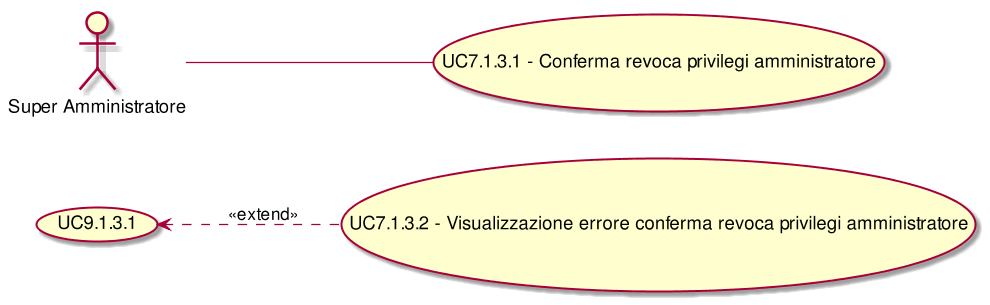 UC7.1.3.1 - Conferma revoca privilegi amministratore
Super Amministratore
«extend»
UC9.1.3.1
UC7.1.3.2 - Visualizzazione errore conferma revoca privilegi amministratore